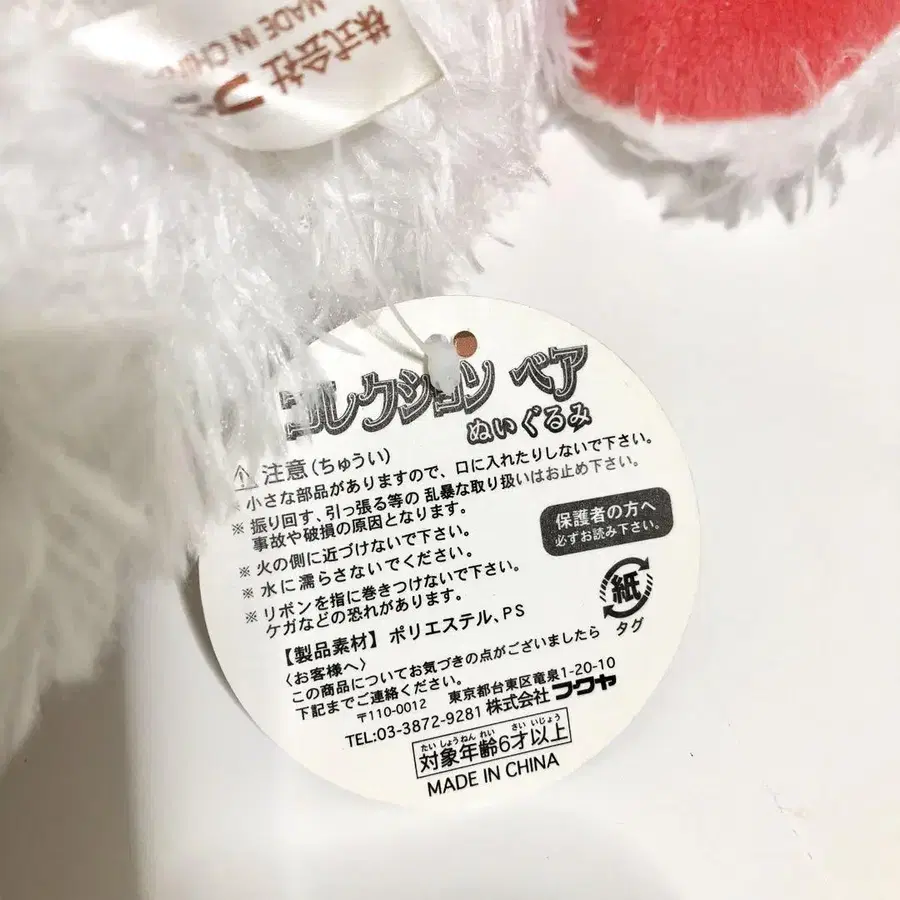 株式会社 フ
MADE IN CHI
コレクション ベア
ぬいぐるみ
注意(ちゅうい)
※ 小さな部品がありますので、口に入れたりしないで下さい。
※ 振り回す、引っ張る等の 乱暴な取り扱いはお止め下さい。
事故や破損の原因となります。
※ 火の側に近づけないで下さい。
※ 水に濡らさないでください。
※ リボンを指に巻きつけないで下さい。
ケガなどの恐れがあります。
保護者の方へ
必ずお読み下さい。
紙
タグ
【製品素材】 ポリエステル、PS
〈お客様へ〉
この商品についてお気づきの点がございましたら
下記までご連絡ください。
〒110-0012 東京都台東区竜泉1-20-10
TEL:03-3872-9281 株式会社 フクヤ
たい しょうねん れい さい いじょう
対象年齢6才以上
MADE IN CHINA